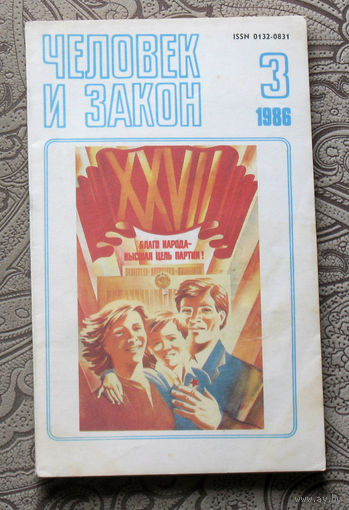 ISSN 0132-0831
ЧЕЛОВЕК
И ЗАКОН
3
1986
XXVII
БЛАГО НАРОДА-
ВЫСШАЯ ЦЕЛЬ ПАРТИИ!
www.ay.by